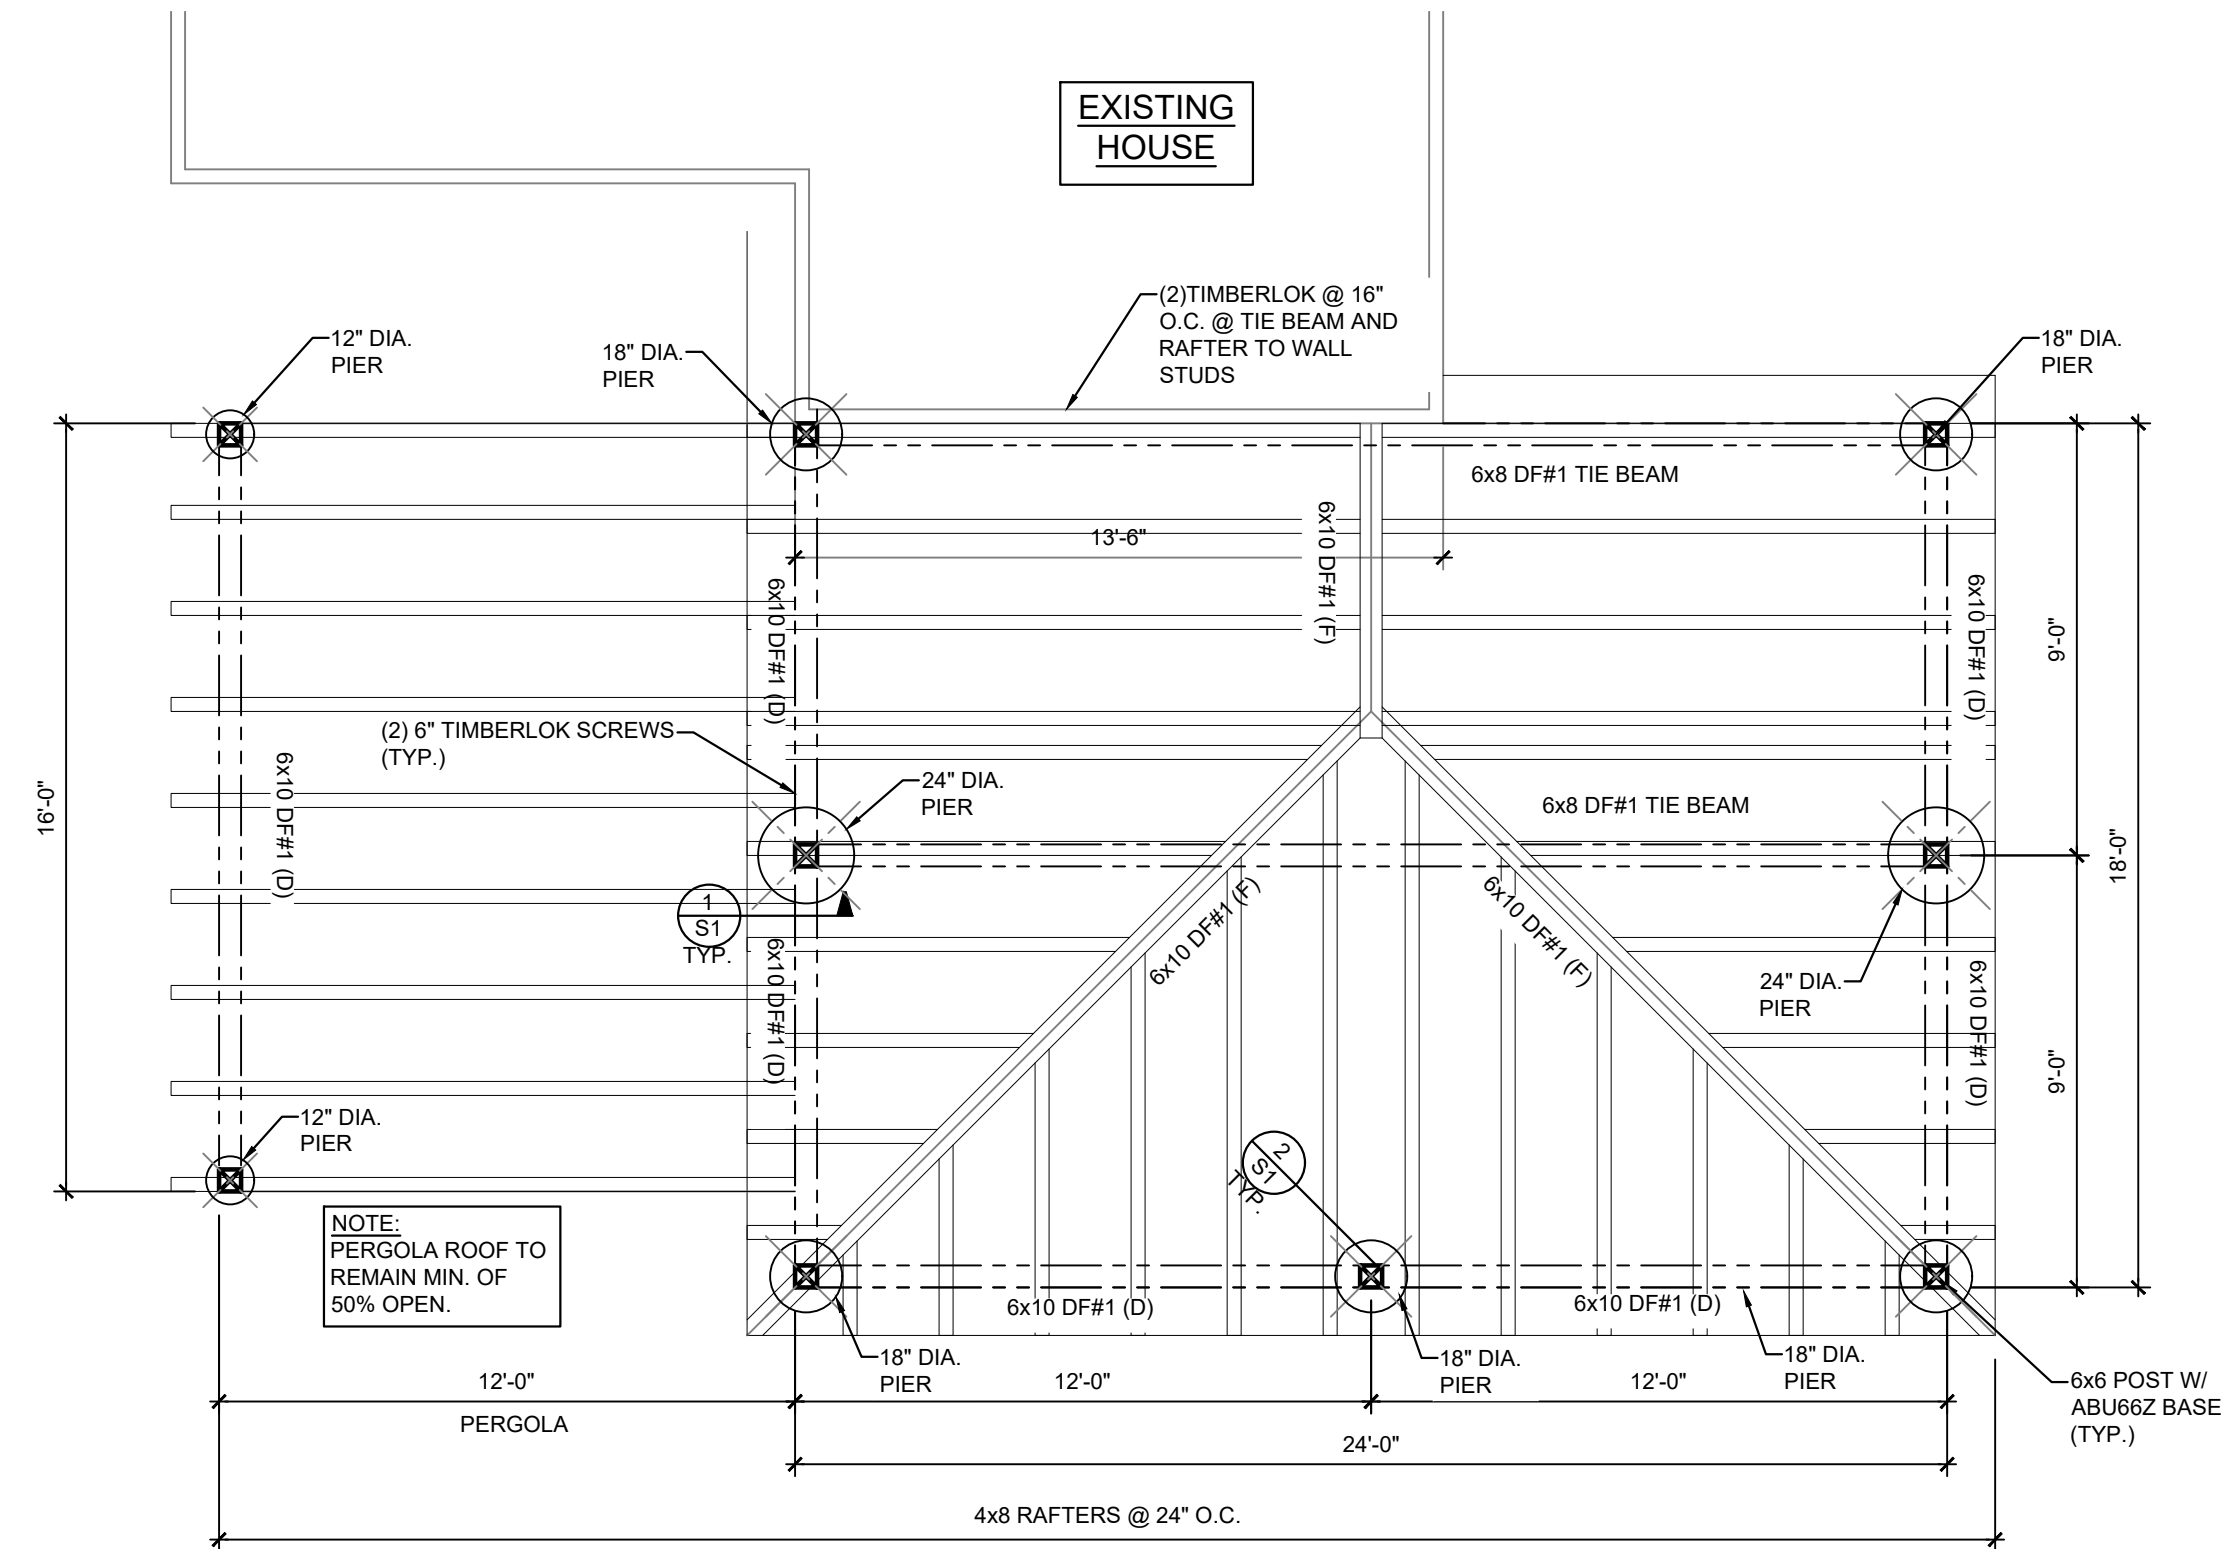 EXISTING
HOUSE
(2)TIMBERLOK @ 16"
O.C. @ TIE BEAM AND
RAFTER TO WALL
STUDS
12" DIA.
PIER
18" DIA.
PIER
18" DIA.
PIER
6x8 DF#1 TIE BEAM
13'-6"
6x10 DF#1 (F)
6x10 DF#1 (D)
6x10 DF#1 (D)
9'-0"
18'-0"
16'-0"
(2) 6" TIMBERLOK SCREWS
(TYP.)
6x10 DF#1 (D)
24" DIA.
PIER
6x8 DF#1 TIE BEAM
1
S1
TYP.
6x10 DF#1 (D)
6x10 DF#1 (F)
6x10 DF#1 (F)
24" DIA.
PIER
6x10 DF#1 (D)
9'-0"
12" DIA.
PIER
2
S1
TYP.
NOTE:
PERGOLA ROOF TO
REMAIN MIN. OF
50% OPEN.
6x10 DF#1 (D)
6x10 DF#1 (D)
18" DIA.
PIER
18" DIA.
PIER
18" DIA.
PIER
6x6 POST W/
ABU66Z BASE
(TYP.)
12'-0"
12'-0"
12'-0"
PERGOLA
24'-0"
4x8 RAFTERS @ 24" O.C.